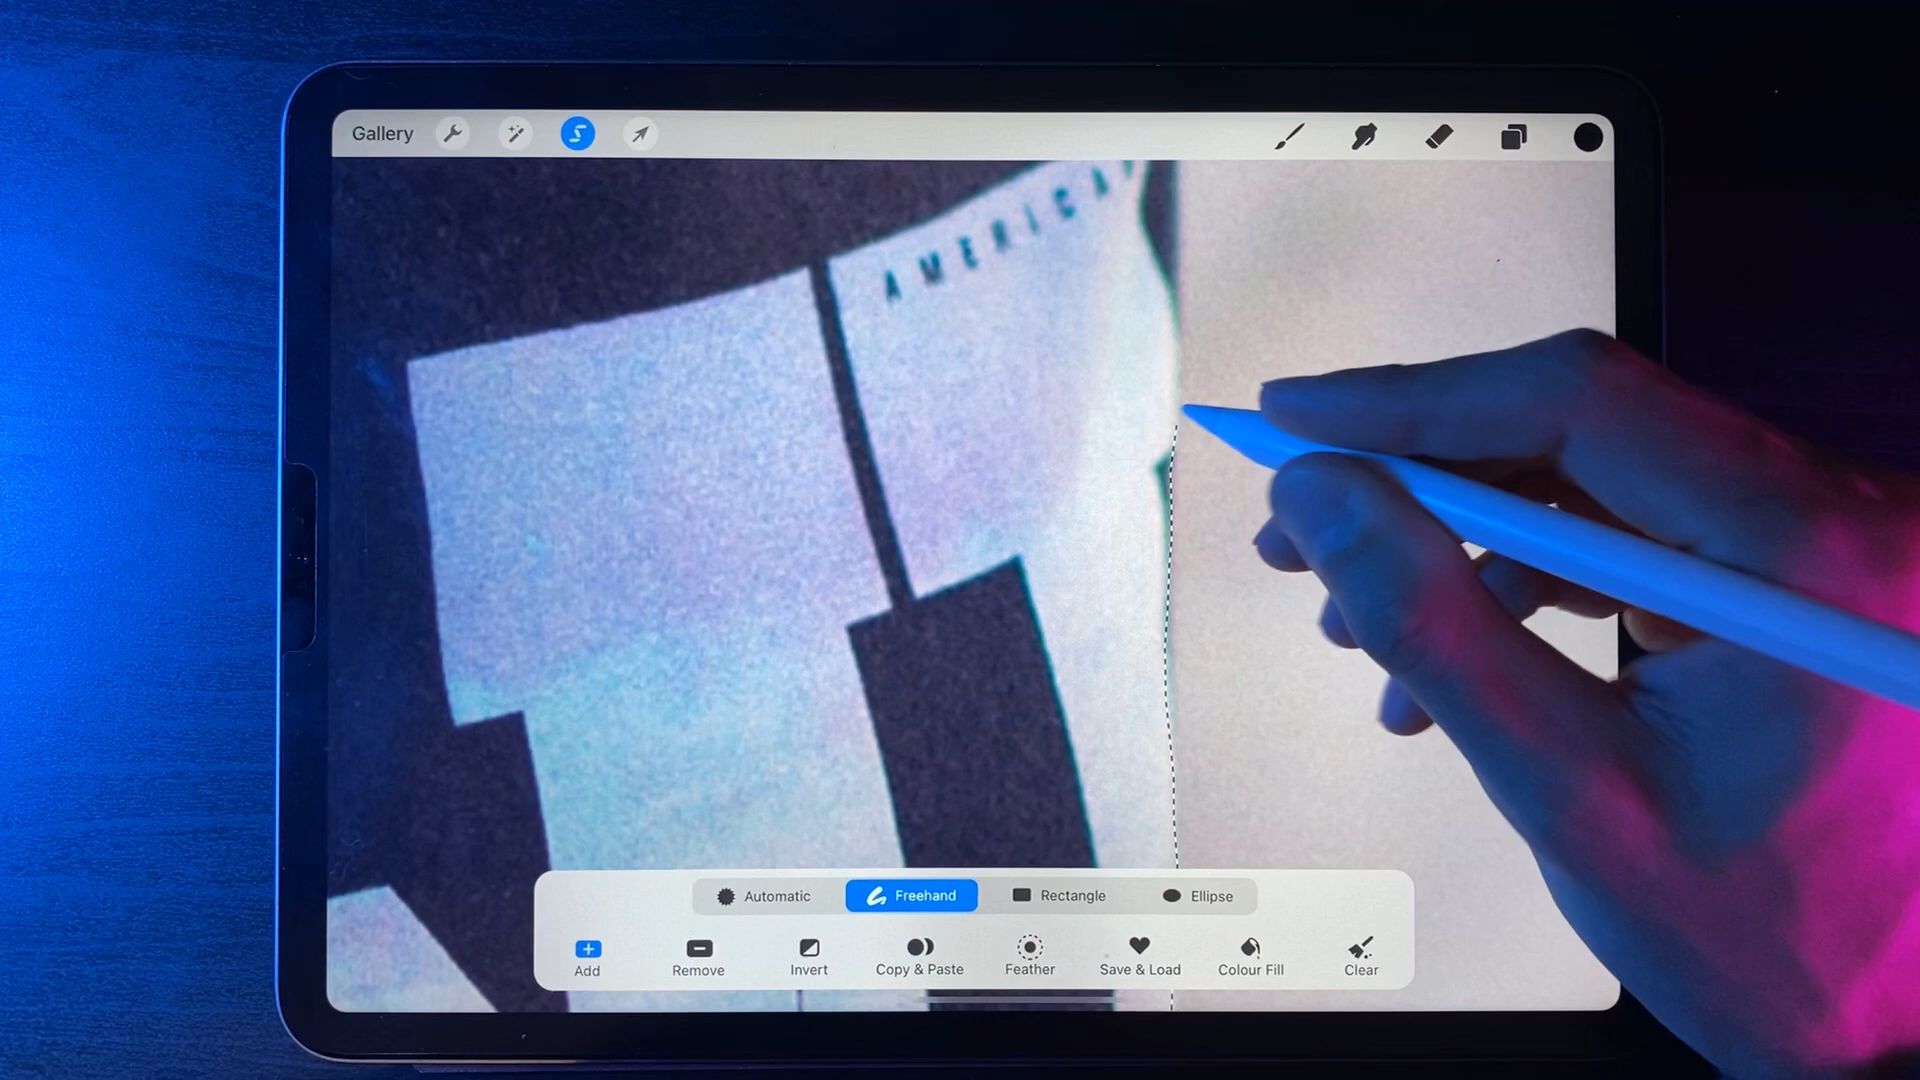 Gallery
AMERICA
Automatic Freehand Rectangle Ellipse
Add Remove Invert Copy & Paste Feather Save & Load Colour Fill Clear